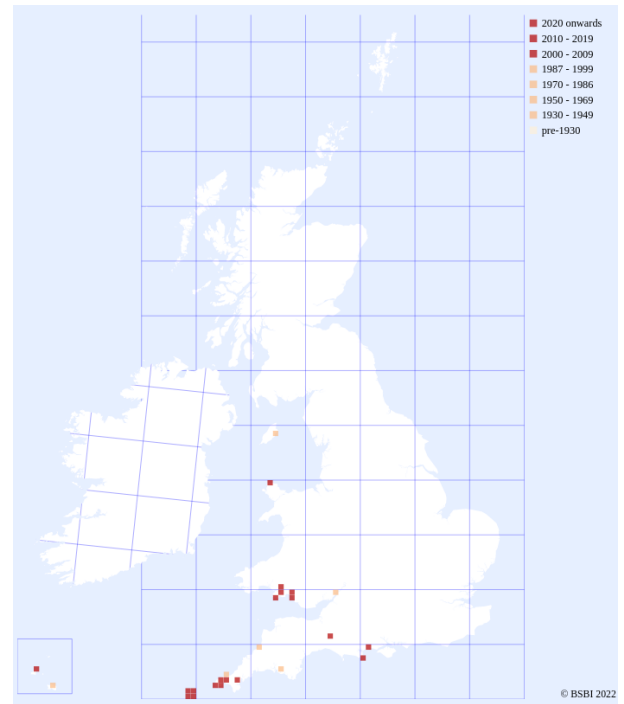 2020 onwards
2010 - 2019
2000 - 2009
1987 - 1999
1970 - 1986
1950 - 1969
1930 - 1949
pre-1930
© BSBI 2022